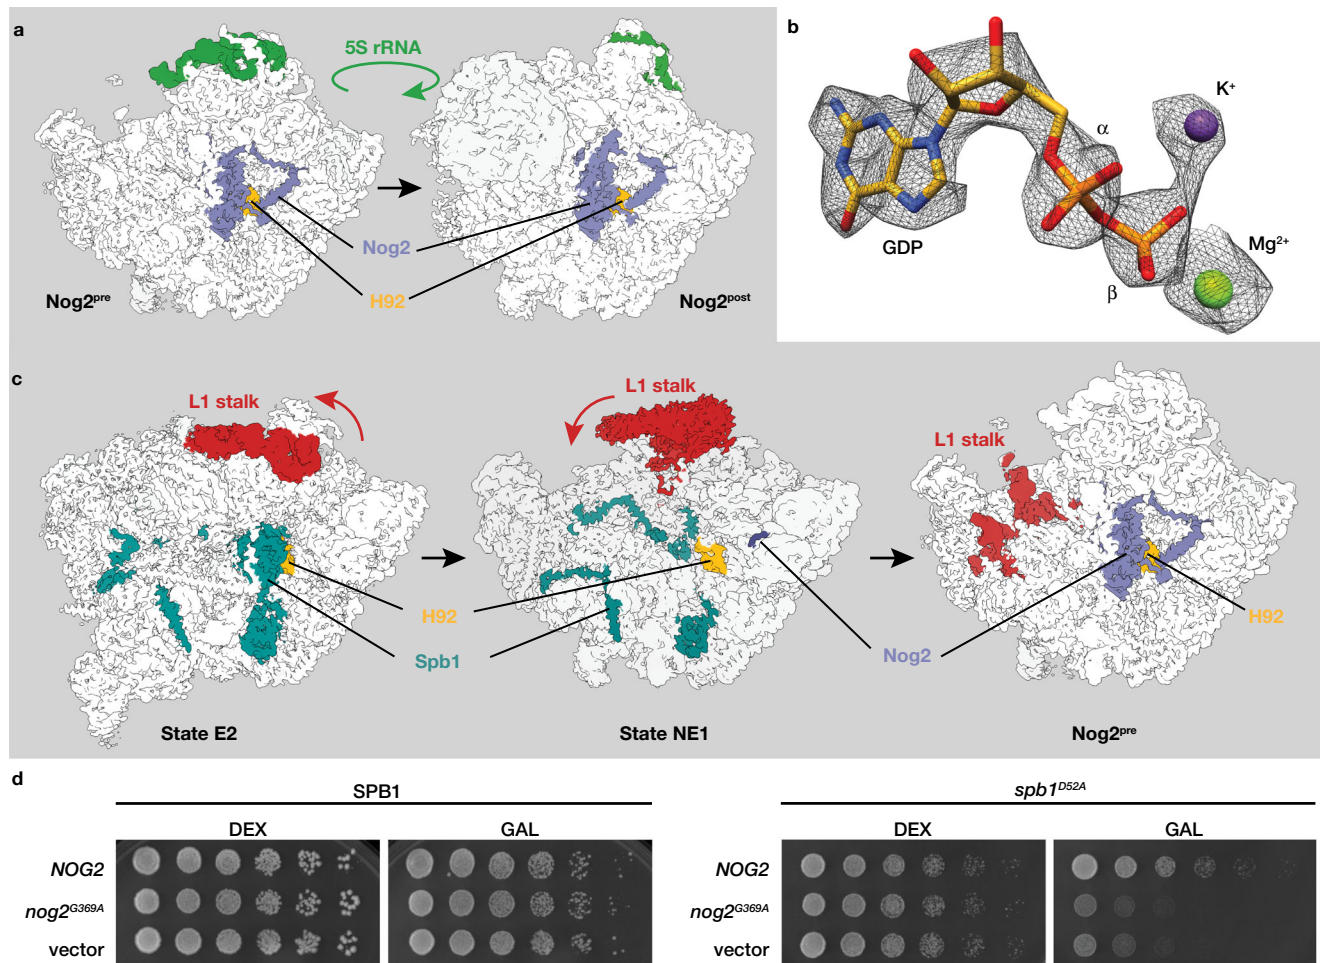 a
5S rRNA
Nog2
H92
Nog2pre
Nog2post
b
K+
α
GDP
β
Mg2+
c
L1 stalk
L1 stalk
L1 stalk
H92
Spb1
Nog2
H92
State E2
State NE1
Nog2pre
d
SPB1
spb1D52A
DEX
GAL
DEX
GAL
NOG2
nog2G369A
vector
NOG2
nog2G369A
vector